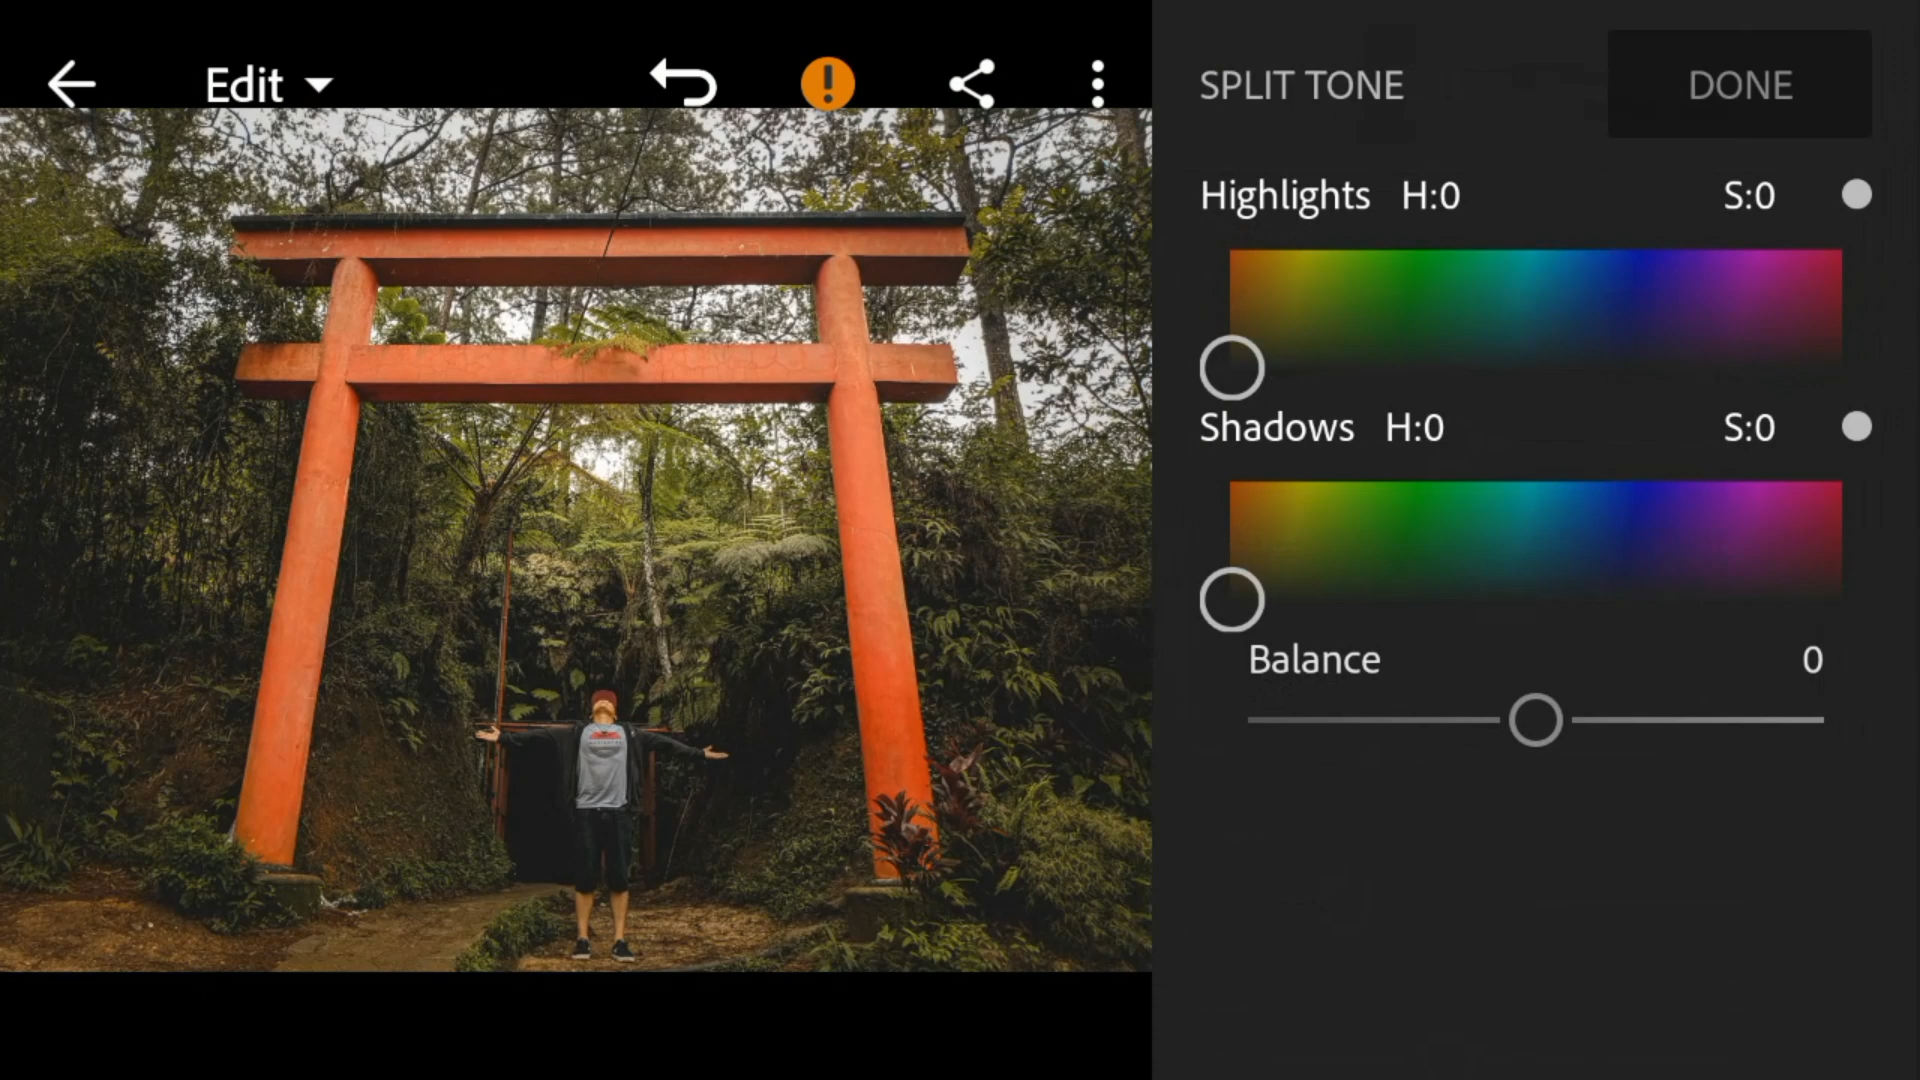 Edit
SPLIT TONE
DONE
Highlights H:0 S:0
Shadows H:0 S:0
Balance 0